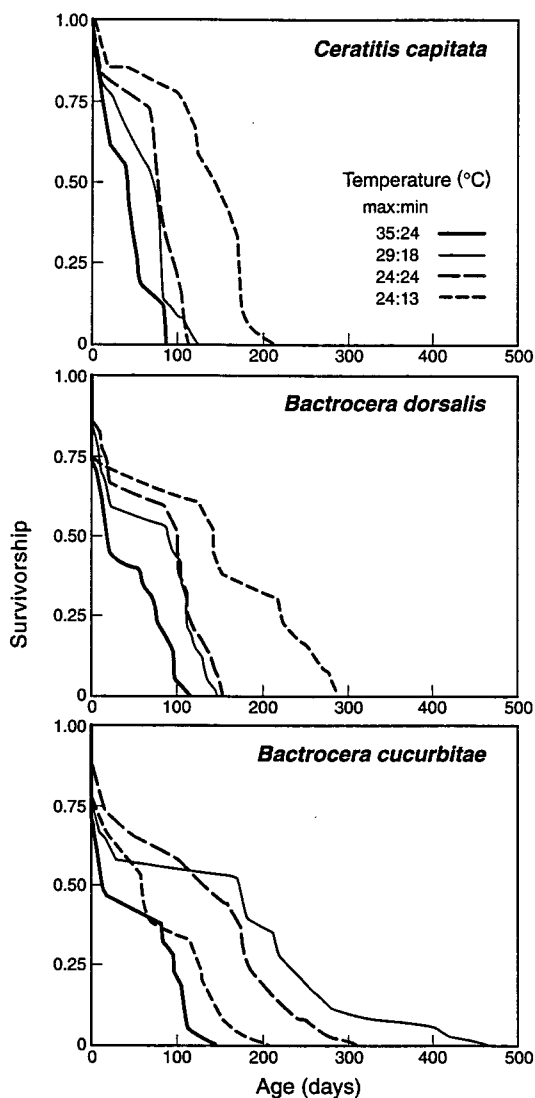 Ceratitis capitata
1.00
0.75
0.50
0.25
0
Temperature (°C)
max:min
35:24
29:18
24:24
24:13
0 100 200 300 400 500
Bactrocera dorsalis
1.00
0.75
0.50
0.25
0
0 100 200 300 400 500
Bactrocera cucurbitae
1.00
0.75
0.50
0.25
0
0 100 200 300 400 500
Survivorship
Age (days)